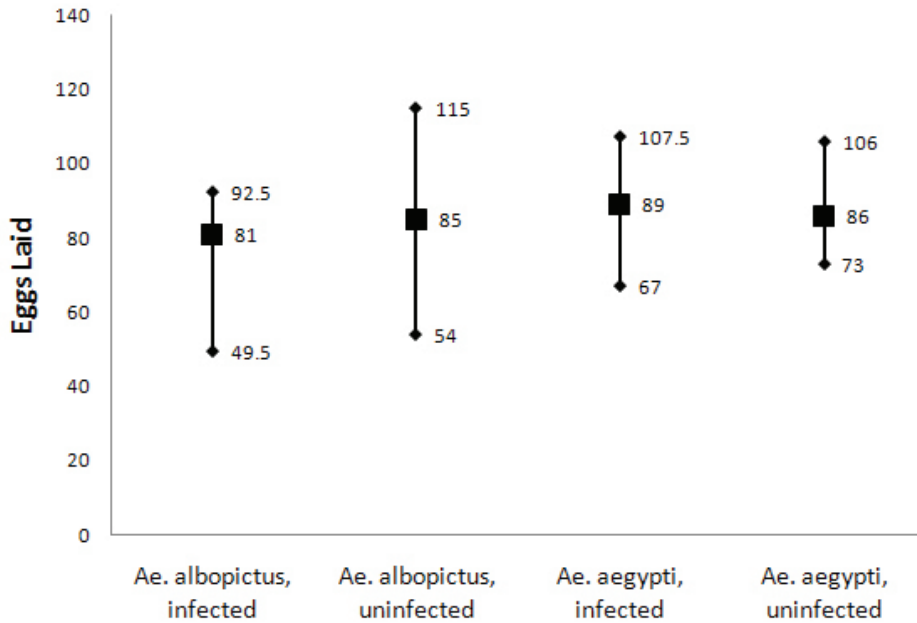 140
120
100
80
60
40
20
0
Eggs Laid
92.5
81
49.5
115
85
54
107.5
89
67
106
86
73
Ae. albopictus,
infected
Ae. albopictus,
uninfected
Ae. aegypti,
infected
Ae. aegypti,
uninfected